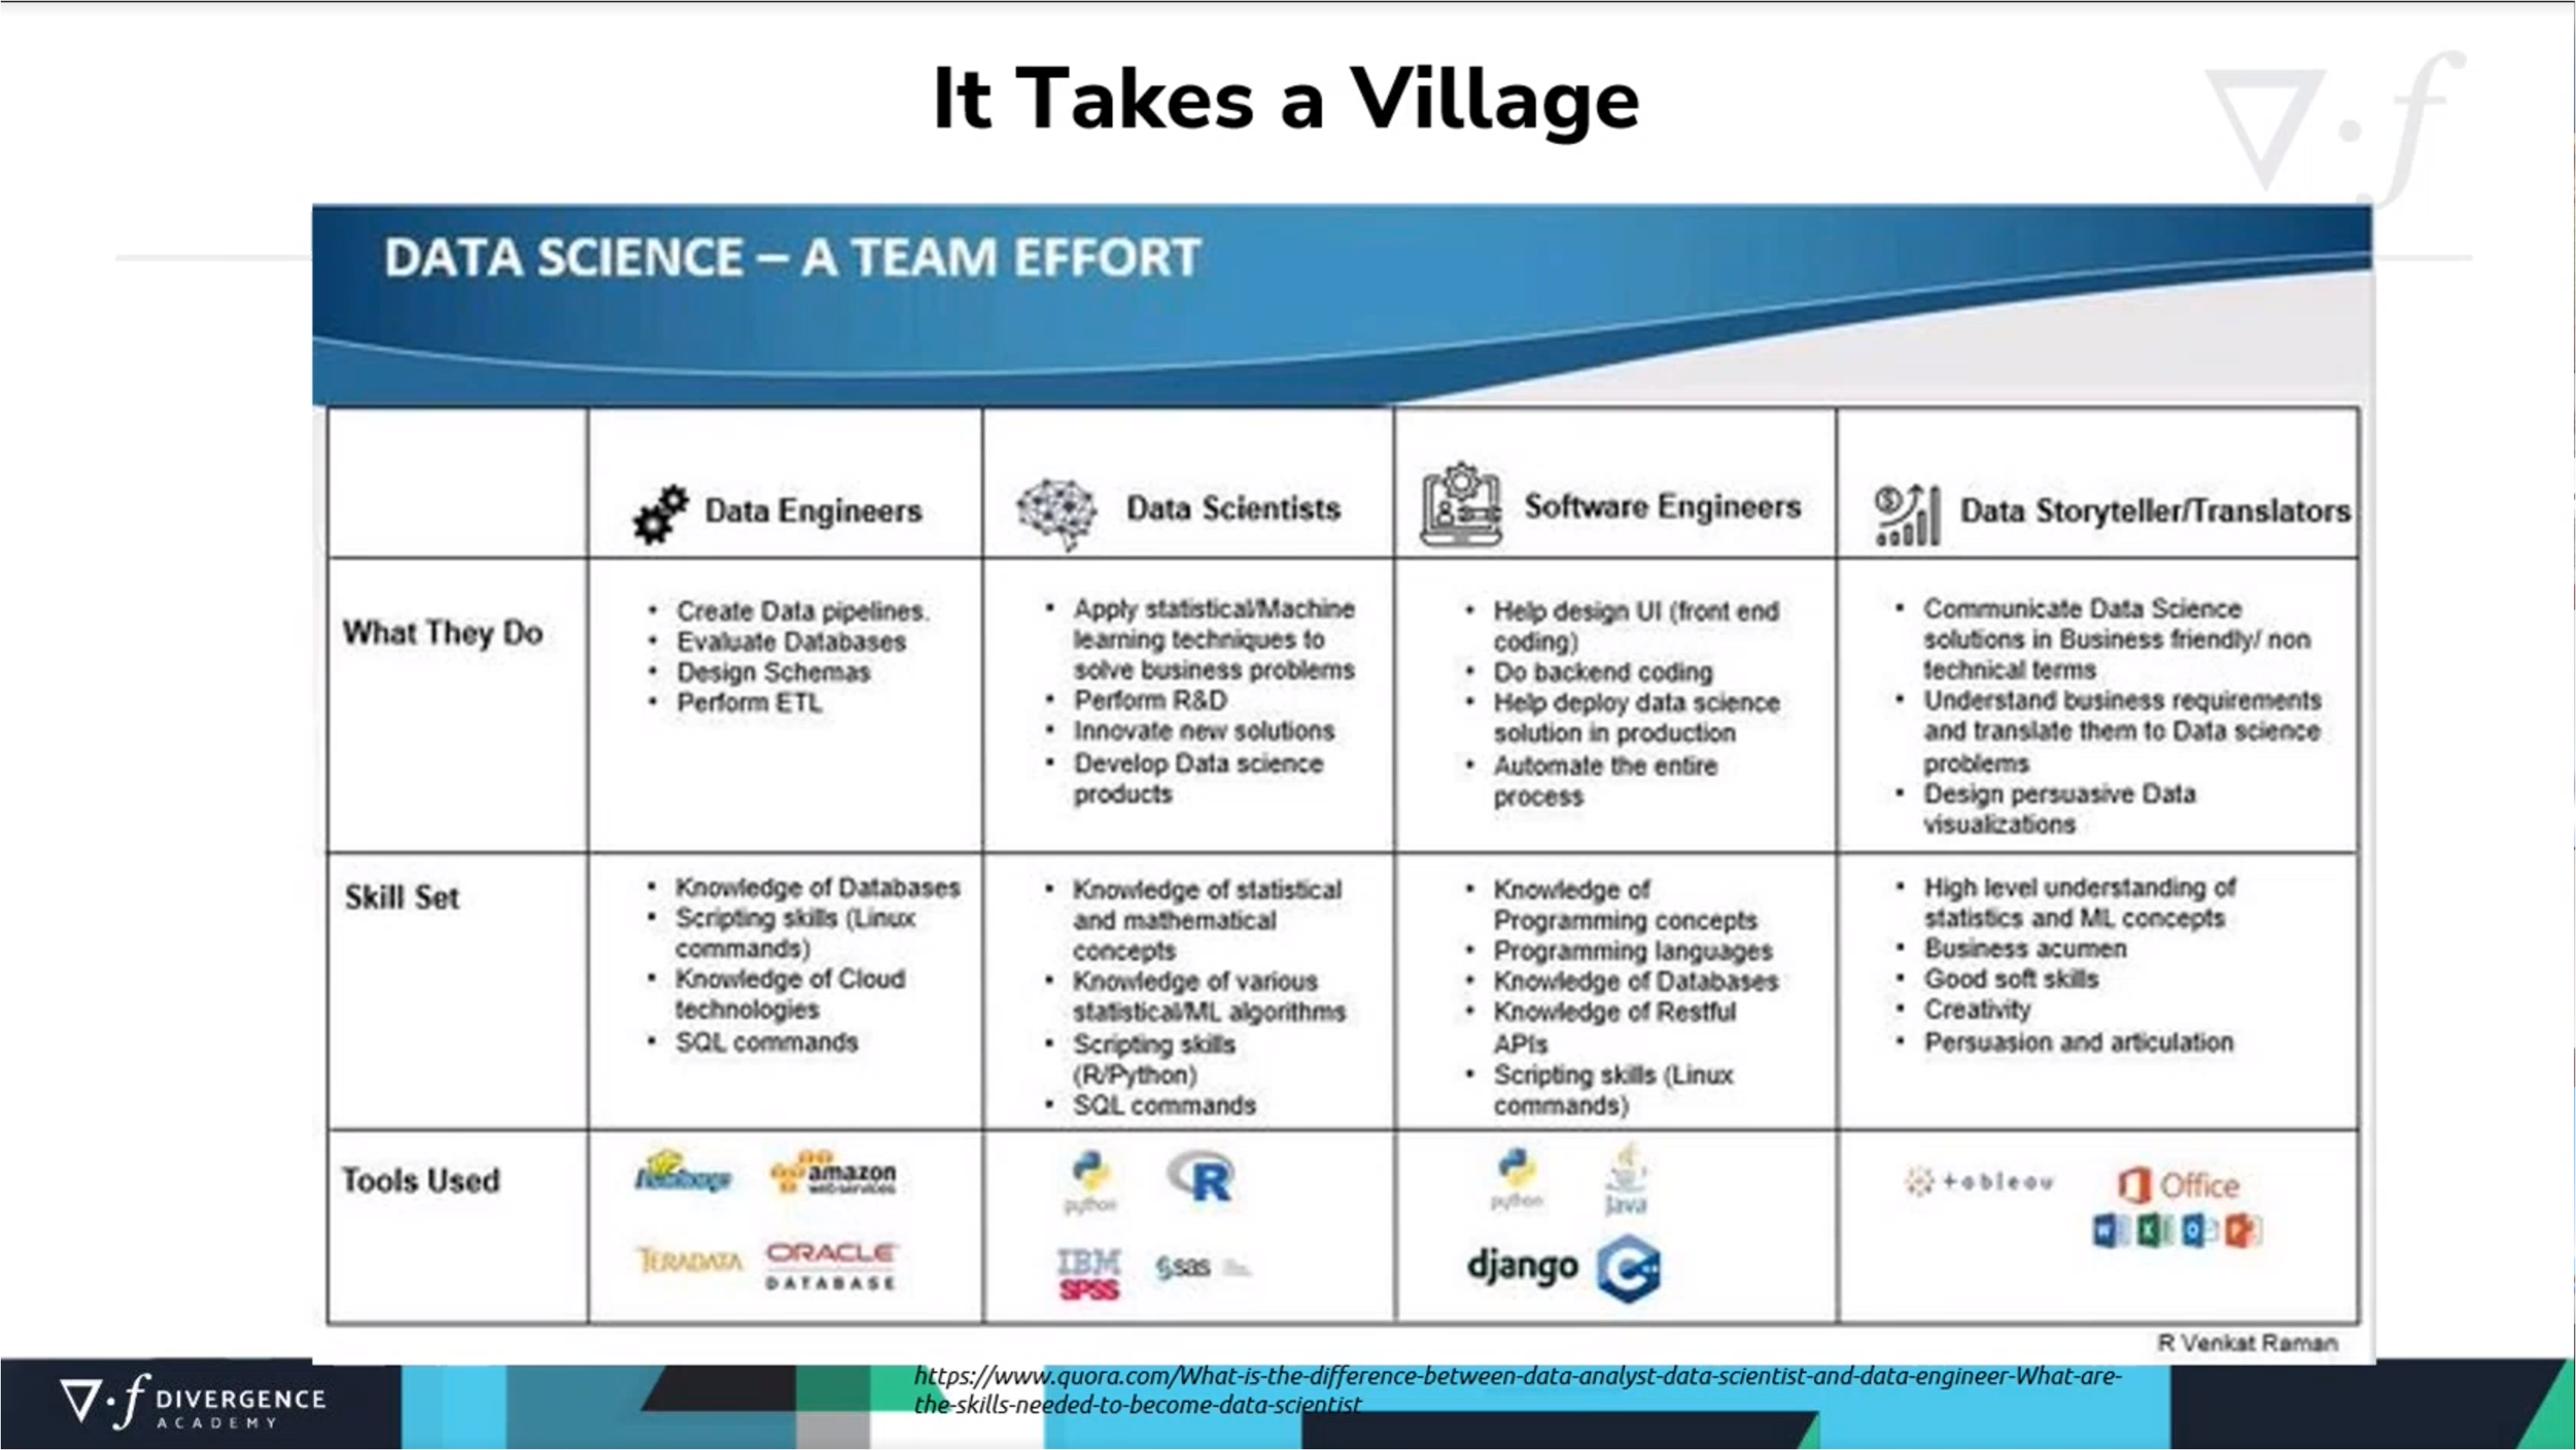 It Takes a Village
∇·f
DATA SCIENCE – A TEAM EFFORT
Data Engineers
Data Scientists
Software Engineers
Data Storyteller/Translators
What They Do
• Create Data pipelines.
• Evaluate Databases
• Design Schemas
• Perform ETL
• Apply statistical/Machine
learning techniques to
solve business problems
• Perform R&D
• Innovate new solutions
• Develop Data science
products
• Help design UI (front end
coding)
• Do backend coding
• Help deploy data science
solution in production
• Automate the entire
process
• Communicate Data Science
solutions in Business friendly/ non
technical terms
• Understand business requirements
and translate them to Data science
problems
• Design persuasive Data
visualizations
Skill Set
• Knowledge of Databases
• Scripting skills (Linux
commands)
• Knowledge of Cloud
technologies
• SQL commands
• Knowledge of statistical
and mathematical
concepts
• Knowledge of various
statistical/ML algorithms
• Scripting skills
(R/Python)
• SQL commands
• Knowledge of
Programming concepts
• Programming languages
• Knowledge of Databases
• Knowledge of Restful
APIs
• Scripting skills (Linux
commands)
• High level understanding of
statistics and ML concepts
• Business acumen
• Good soft skills
• Creativity
• Persuasion and articulation
Tools Used
amazon
webservices
TERADATA
ORACLE
DATABASE
python
R
IBM
SPSS
sas
python
Java
django
C++
tableau
Office
R Venkat Raman
∇·f DIVERGENCE
ACADEMY
https://www.quora.com/What-is-the-difference-between-data-analyst-data-scientist-and-data-engineer-What-are-
the-skills-needed-to-become-data-scientist